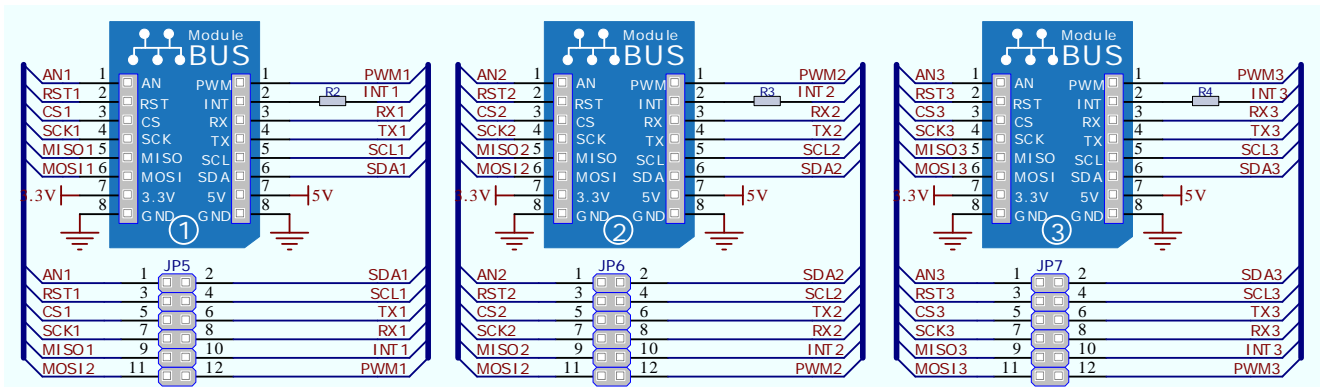 Module
BUS
AN1 1 AN PWM 1 PWM1
RST1 2 RST INT 2 R2 INT1
CS1 3 CS RX 3 RX1
SCK1 4 SCK TX 4 TX1
MISO1 5 MISO SCL 5 SCL1
MOSI1 6 MOSI SDA 6 SDA1
3.3V 7 3.3V 5V 7 5V
8 GND GND 8
1
JP5
AN1 1 2 SDA1
RST1 3 4 SCL1
CS1 5 6 TX1
SCK1 7 8 RX1
MISO1 9 10 INT1
MOSI2 11 12 PWM1
Module
BUS
AN2 1 AN PWM 1 PWM2
RST2 2 RST INT 2 R3 INT2
CS2 3 CS RX 3 RX2
SCK2 4 SCK TX 4 TX2
MISO2 5 MISO SCL 5 SCL2
MOSI2 6 MOSI SDA 6 SDA2
3.3V 7 3.3V 5V 7 5V
8 GND GND 8
2
JP6
AN2 1 2 SDA2
RST2 3 4 SCL2
CS2 5 6 TX2
SCK2 7 8 RX2
MISO2 9 10 INT2
MOSI2 11 12 PWM2
Module
BUS
AN3 1 AN PWM 1 PWM3
RST3 2 RST INT 2 R4 INT3
CS3 3 CS RX 3 RX3
SCK3 4 SCK TX 4 TX3
MISO3 5 MISO SCL 5 SCL3
MOSI3 6 MOSI SDA 6 SDA3
3.3V 7 3.3V 5V 7 5V
8 GND GND 8
3
JP7
AN3 1 2 SDA3
RST3 3 4 SCL3
CS3 5 6 TX3
SCK3 7 8 RX3
MISO3 9 10 INT3
MOSI3 11 12 PWM3